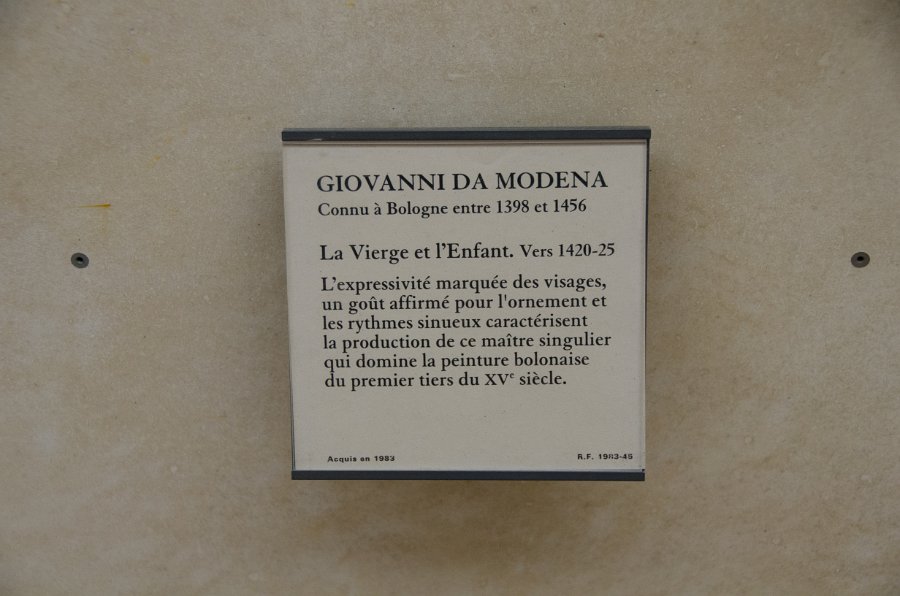 GIOVANNI DA MODENA
Connu à Bologne entre 1398 et 1456
La Vierge et l'Enfant. Vers 1420-25
L'expressivité marquée des visages,
un goût affirmé pour l'ornement et
les rythmes sinueux caractérisent
la production de ce maître singulier
qui domine la peinture bolonaise
du premier tiers du XVᵉ siècle.
Acquis en 1983 R.F. 1983-45